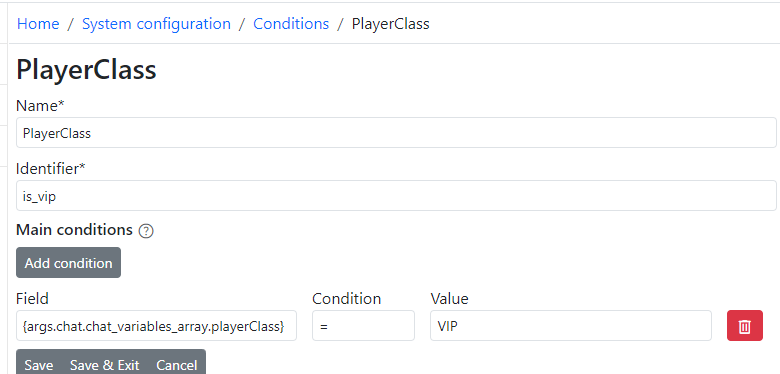 Home / System configuration / Conditions / PlayerClass
PlayerClass
Name*
PlayerClass
Identifier*
is_vip
Main conditions ?
Add condition
Field Condition Value
{args.chat.chat_variables_array.playerClass} = VIP
Save Save & Exit Cancel